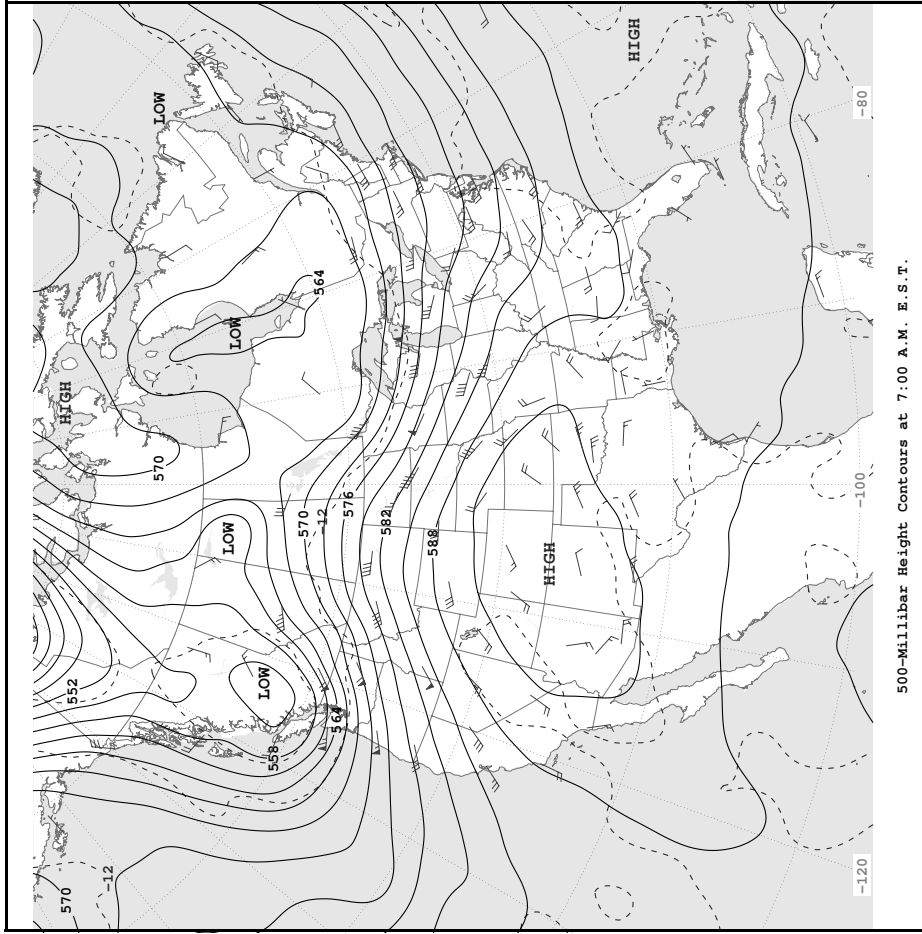 HIGH
LOW
-80
564
LOW
HIGH
570
LOW
570
-12
576
582
588
HIGH
-100
552
LOW
564
558
-12
570
-120
500-Millibar Height Contours at 7:00 A.M. E.S.T.